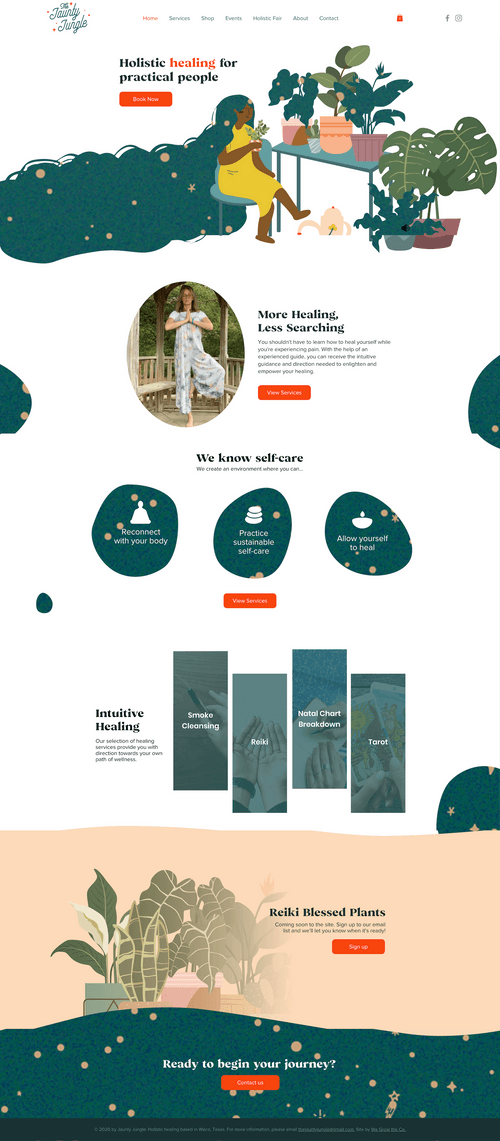 The
Jaunty
Jungle
Home Services Shop Events Holistic Fair About Contact
Holistic healing for
practical people
Book Now
More Healing,
Less Searching
You shouldn't have to learn how to heal yourself while
you're experiencing pain. With the help of an
experienced guide, you can receive the intuitive
guidance and direction needed to enlighten and
empower your healing.
View Services
We know self-care
We create an environment where you can...
Reconnect
with your body
Practice
sustainable
self-care
Allow yourself
to heal
View Services
Intuitive
Healing
Our selection of healing
services provide you with
direction towards your own
path of wellness.
Smoke
Cleansing
Reiki
Natal Chart
Breakdown
Tarot
Reiki Blessed Plants
Coming soon to the site. Sign up to our email
list and we'll let you know when it's ready!
Sign up
Ready to begin your journey?
Contact us
© 2020 by Jaunty Jungle. Holistic healing based in Waco, Texas. For more information, please email thejauntyjungle@gmail.com. Site by We Grow the Co.